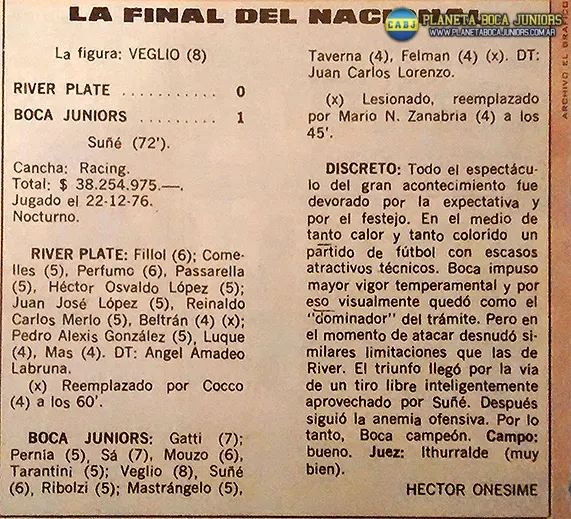 LA FINAL DEL NACIONAL
CABJ PLANETA BOCA JUNIORS
WWW.PLANETABOCAJUNIORS.COM.AR
ARCHIVO EL GRAFICO
La figura: VEGLIO (8)
RIVER PLATE .......... 0
BOCA JUNIORS ......... 1
Suñé (72').
Cancha: Racing.
Total: $ 38.254.975.—.
Jugado el 22-12-76.
Nocturno.
RIVER PLATE: Fillol (6); Come-
lles (5), Perfumo (6), Passarella
(5), Héctor Osvaldo López (5);
Juan José López (5), Reinaldo
Carlos Merlo (5), Beltrán (4) (x);
Pedro Alexis González (5), Luque
(4), Mas (4). DT: Angel Amadeo
Labruna.
(x) Reemplazado por Cocco
(4) a los 60'.
BOCA JUNIORS: Gatti (7);
Pernía (5), Sá (7), Mouzo (6),
Tarantini (5); Veglio (8), Suñé
(6), Ribolzi (5); Mastrángelo (5),
Taverna (4), Felman (4) (x). DT:
Juan Carlos Lorenzo.
(x) Lesionado, reemplazado
por Mario N. Zanabria (4) a los
45'.
DISCRETO: Todo el espectácu-
lo del gran acontecimiento fue
devorado por la expectativa y
por el festejo. En el medio de
tanto calor y tanto colorido un
partido de fútbol con escasos
atractivos técnicos. Boca impuso
mayor vigor temperamental y por
eso visualmente quedó como el
"dominador" del trámite. Pero en
el momento de atacar desnudó si-
milares limitaciones que las de
River. El triunfo llegó por la vía
de un tiro libre inteligentemente
aprovechado por Suñé. Después
siguió la anemia ofensiva. Por lo
tanto, Boca campeón. Campo:
bueno. Juez: Ithurralde (muy
bien).
HECTOR ONESIME